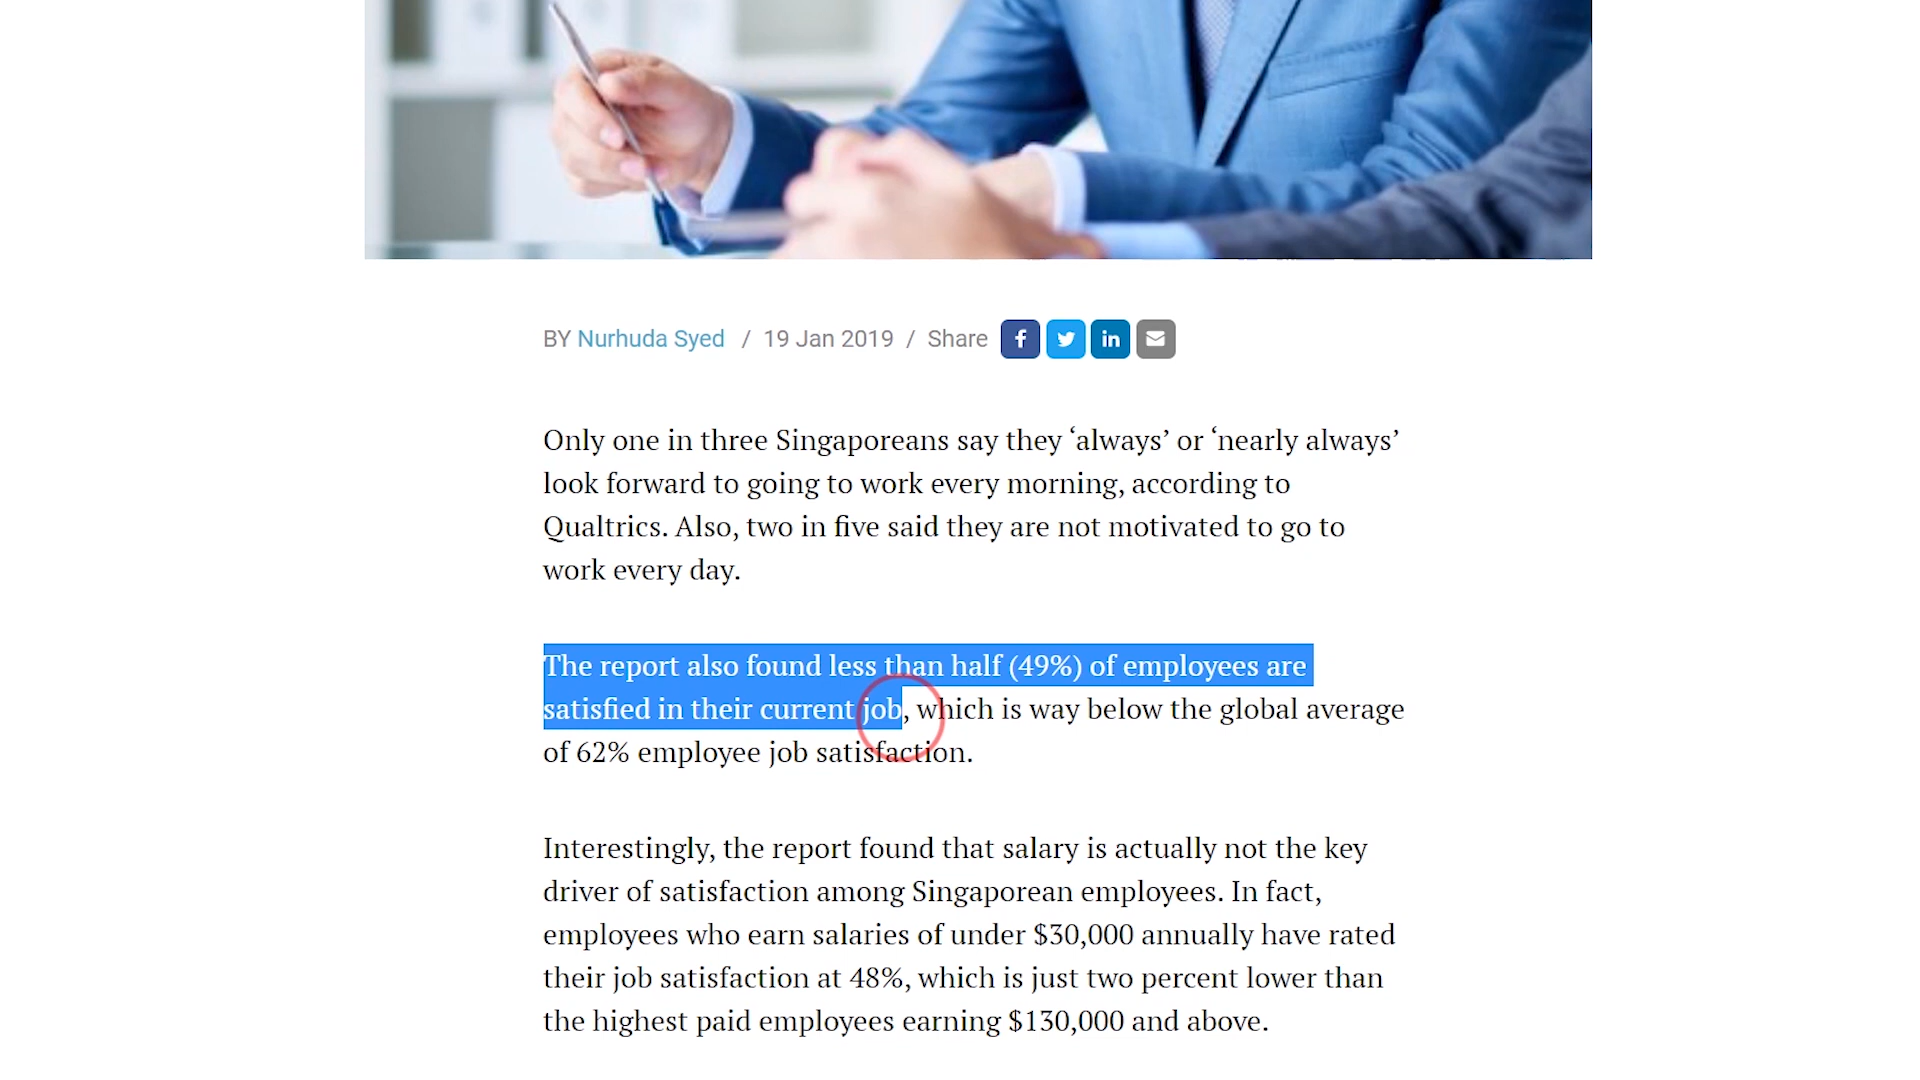 BY Nurhuda Syed / 19 Jan 2019 / Share
Only one in three Singaporeans say they ‘always’ or ‘nearly always’
look forward to going to work every morning, according to
Qualtrics. Also, two in five said they are not motivated to go to
work every day.
The report also found less than half (49%) of employees are
satisfied in their current job, which is way below the global average
of 62% employee job satisfaction.
Interestingly, the report found that salary is actually not the key
driver of satisfaction among Singaporean employees. In fact,
employees who earn salaries of under $30,000 annually have rated
their job satisfaction at 48%, which is just two percent lower than
the highest paid employees earning $130,000 and above.